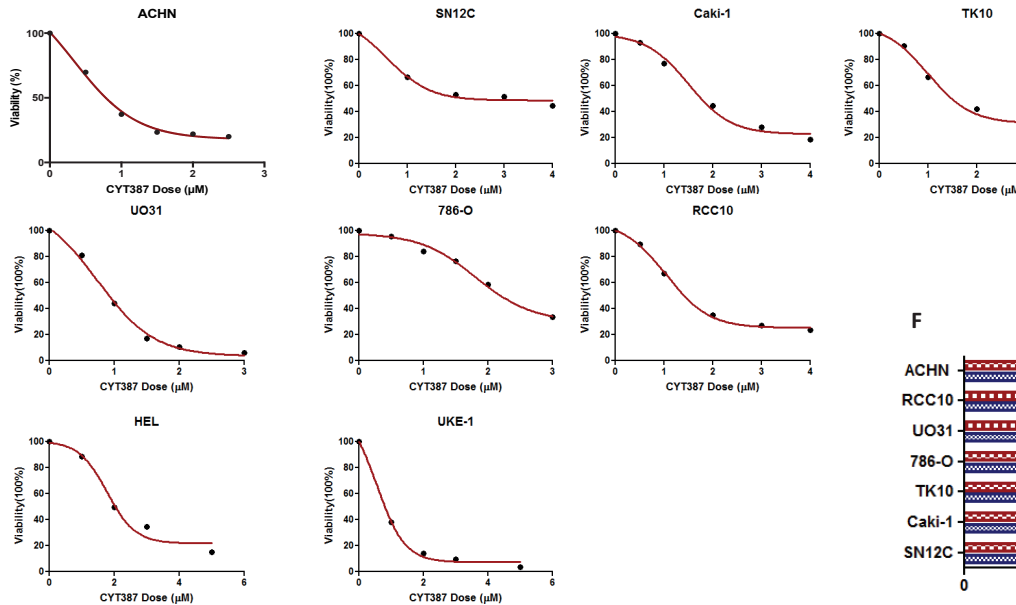 ACHN
Viability (%)
100
50
0
0 1 2 3
CYT387 Dose (µM)
SN12C
Viability(100%)
100
80
60
40
20
0
0 1 2 3 4
CYT387 Dose (µM)
Caki-1
Viability(100%)
100
80
60
40
20
0
0 1 2 3 4
CYT387 Dose (µM)
TK10
Viability(100%)
100
80
60
40
20
0
0 1 2
CYT387 Dose (µM)
UO31
Viability(100%)
100
80
60
40
20
0
0 1 2 3
CYT387 Dose (µM)
786-O
Viability(100%)
100
80
60
40
20
0
0 1 2 3
CYT387 Dose (µM)
RCC10
Viability(100%)
100
80
60
40
20
0
0 1 2 3 4
CYT387 Dose (µM)
HEL
Viability(100%)
100
80
60
40
20
0
0 2 4 6
CYT387 Dose (µM)
UKE-1
Viability(100%)
100
80
60
40
20
0
0 2 4 6
CYT387 Dose (µM)
F
ACHN
RCC10
UO31
786-O
TK10
Caki-1
SN12C
0